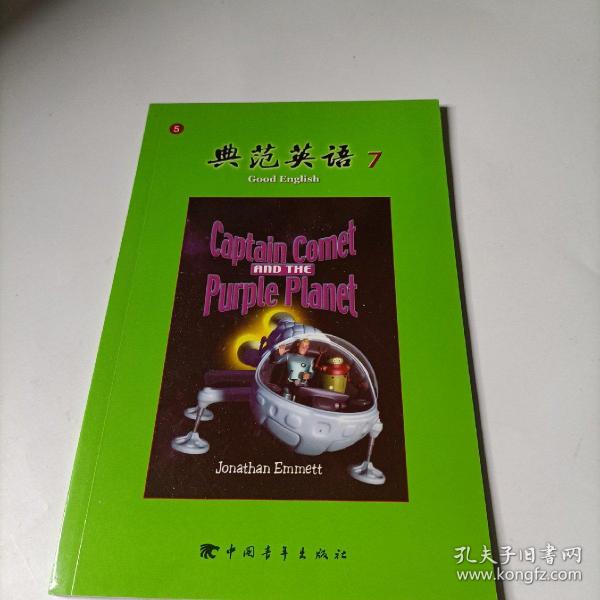 5
典范英语 7
Good English
Captain Comet
AND THE
Purple Planet
Jonathan Emmett
中国青年出版社
孔夫子旧书网
www.kongfz.com